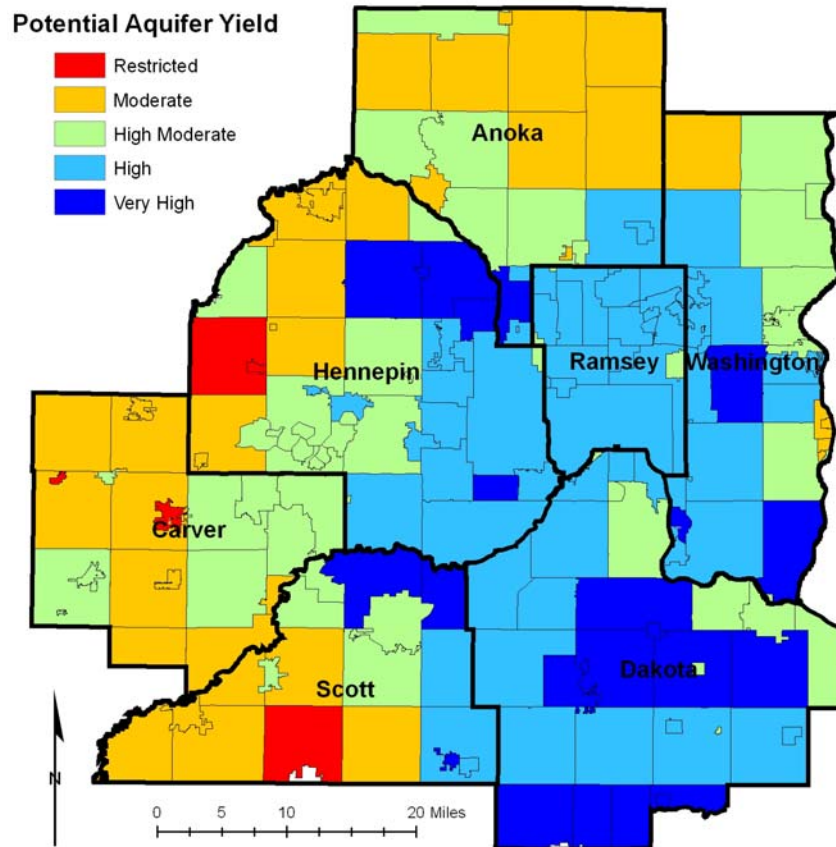 Potential Aquifer Yield
Restricted
Moderate
High Moderate
High
Very High
Anoka
Hennepin
Ramsey
Washington
Carver
Scott
Dakota
N
0 5 10 20 Miles